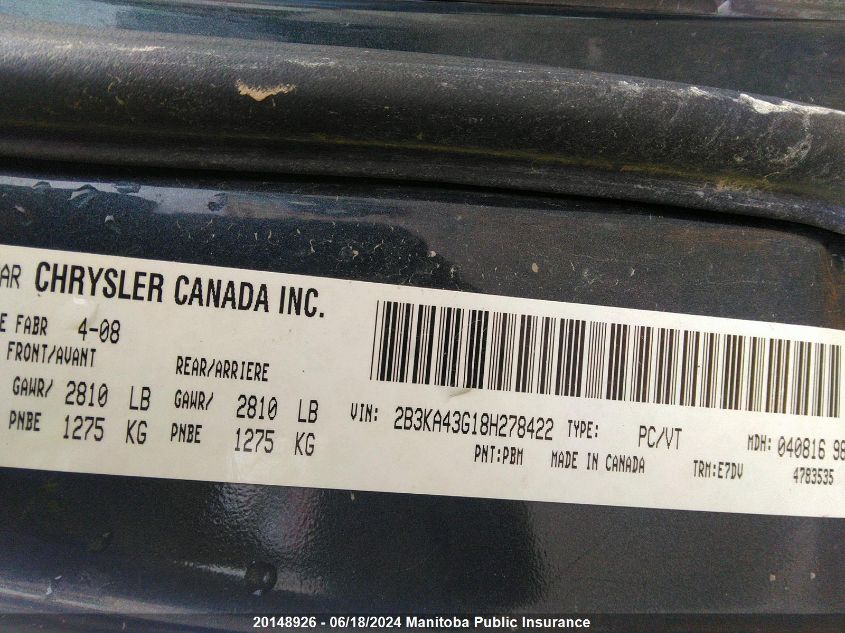 AR CHRYSLER CANADA INC.
E FABR 4-08
FRONT/AVANT REAR/ARRIERE
GAWR/ 2810 LB GAWR/ 2810 LB
PNBE 1275 KG PNBE 1275 KG
VIN: 2B3KA43G18H278422 TYPE: PC/VT MDH: 040816 98
PNT:PBM MADE IN CANADA TRM:E7DV 4783535
20148926 - 06/18/2024 Manitoba Public Insurance